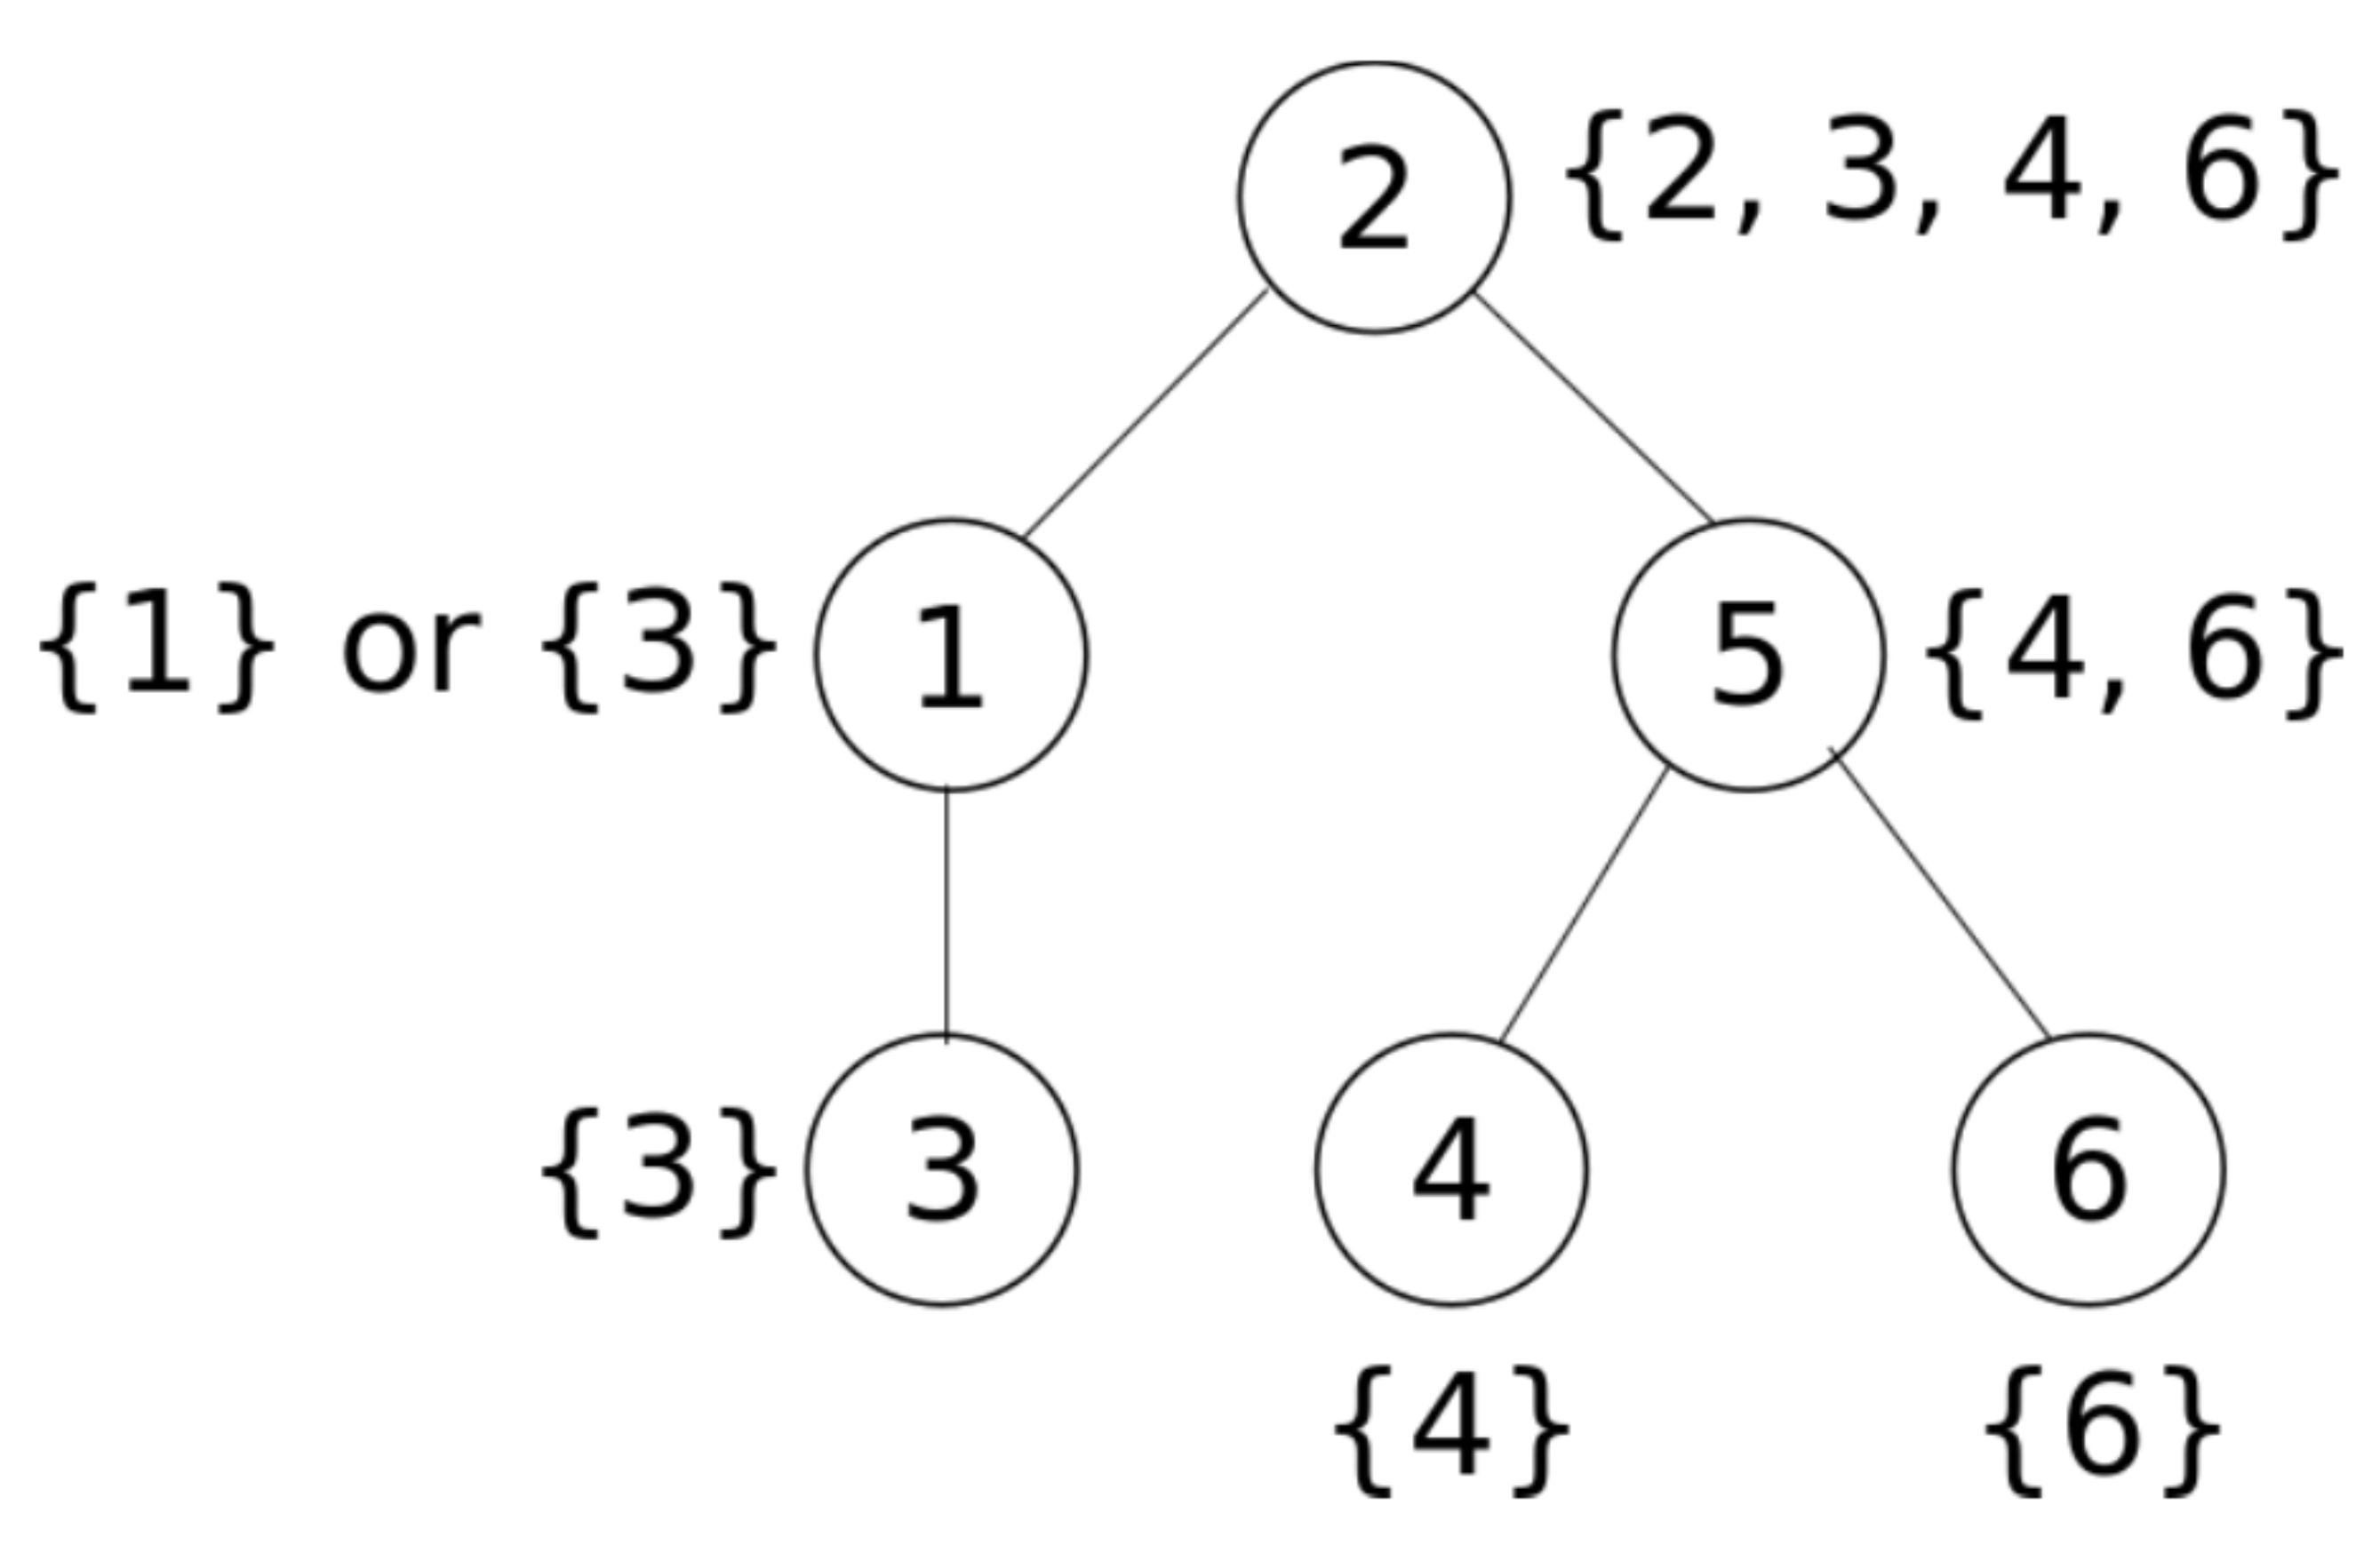 2 {2, 3, 4, 6}
{1} or {3} 1 5 {4, 6}
{3} 3 4 6
{4} {6}